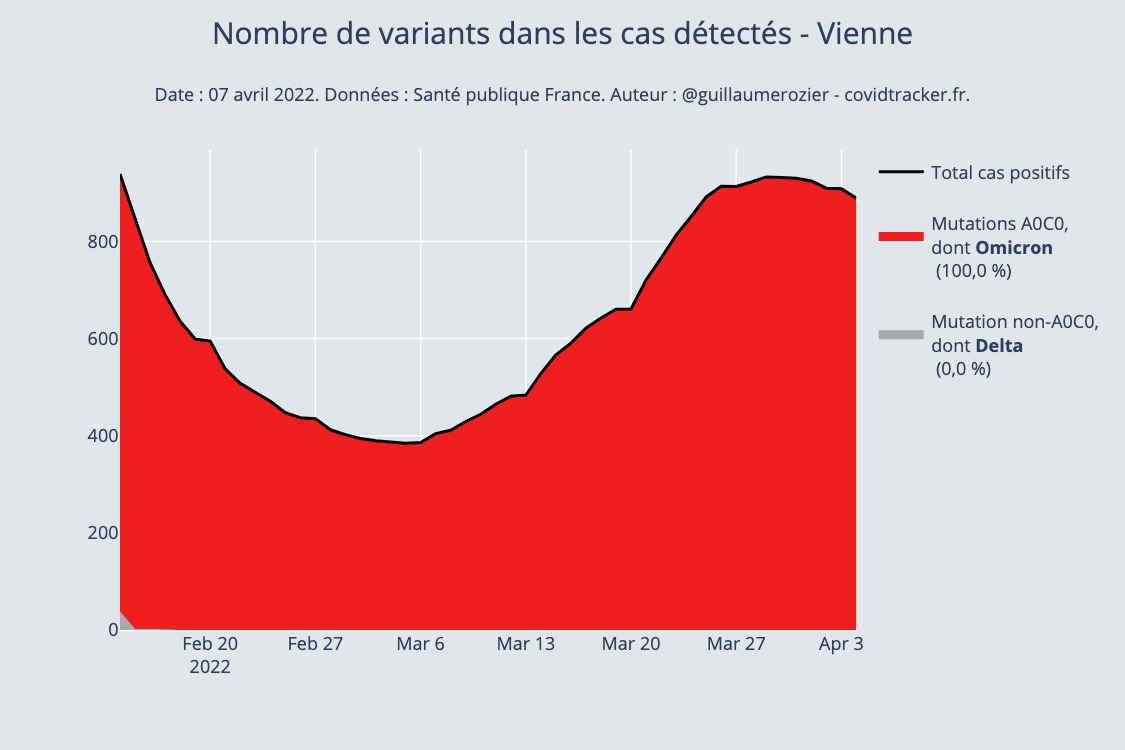 Nombre de variants dans les cas détectés - Vienne
Date : 07 avril 2022. Données : Santé publique France. Auteur : @guillaumerozier - covidtracker.fr.
Total cas positifs
Mutations A0C0,
dont Omicron
(100,0 %)
Mutation non-A0C0,
dont Delta
(0,0 %)
800
600
400
200
0
Feb 20 Feb 27 Mar 6 Mar 13 Mar 20 Mar 27 Apr 3
2022